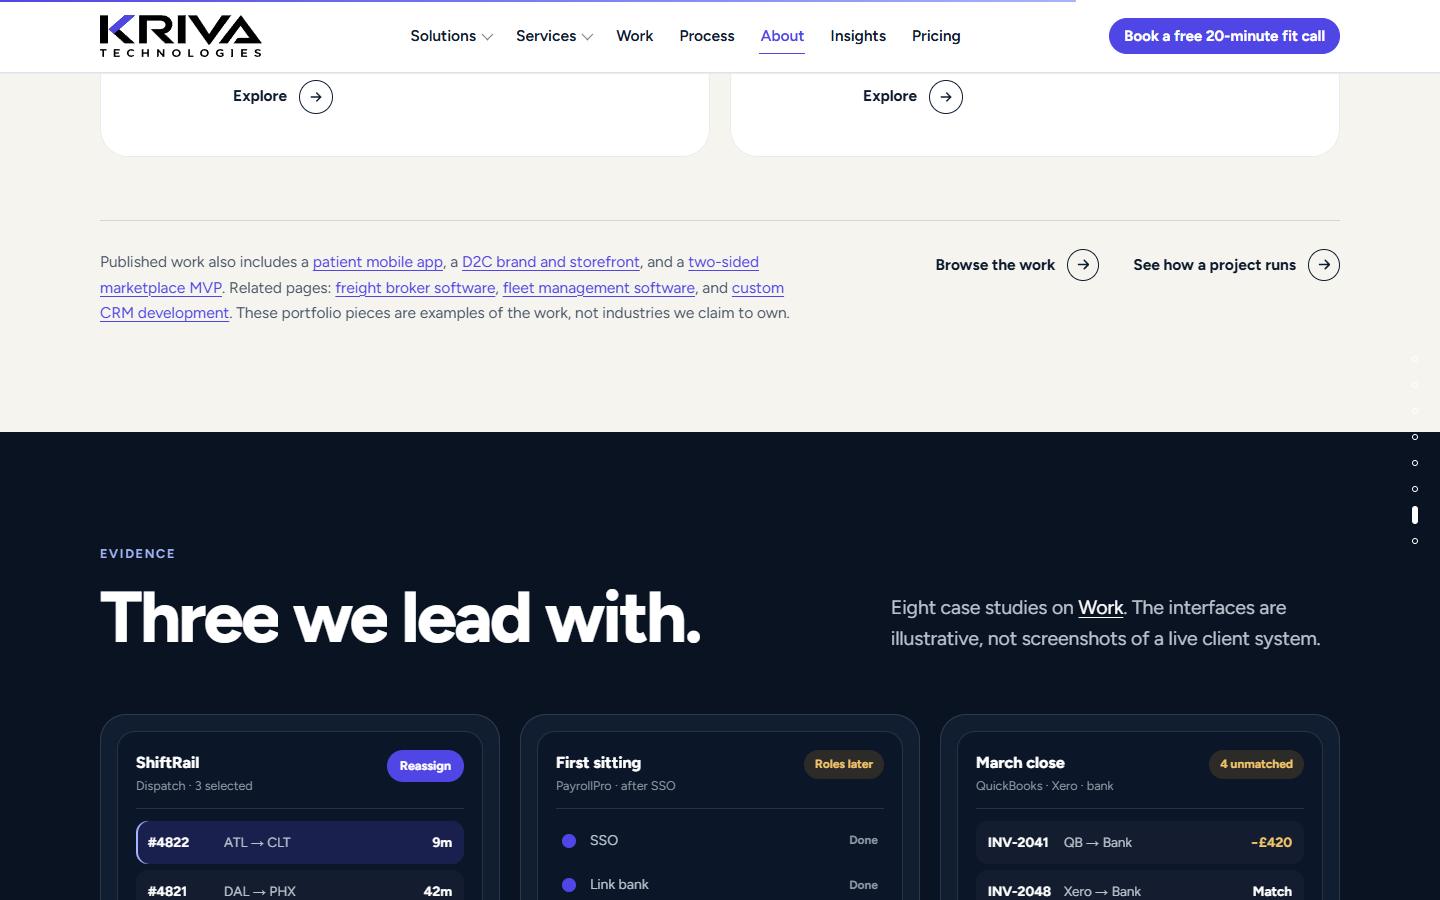 KRIVA
TECHNOLOGIES
Solutions
Services
Work
Process
About
Insights
Pricing
Book a free 20-minute fit call
Explore
Explore
Published work also includes a patient mobile app, a D2C brand and storefront, and a two-sided
marketplace MVP. Related pages: freight broker software, fleet management software, and custom
CRM development. These portfolio pieces are examples of the work, not industries we claim to own.
Browse the work
See how a project runs
EVIDENCE
Three we lead with.
Eight case studies on Work. The interfaces are
illustrative, not screenshots of a live client system.
ShiftRail
Reassign
Dispatch · 3 selected
#4822 ATL → CLT 9m
#4821 DAL → PHX 42m
First sitting
Roles later
PayrollPro · after SSO
SSO Done
Link bank Done
March close
4 unmatched
QuickBooks · Xero · bank
INV-2041 QB → Bank −£420
INV-2048 Xero → Bank Match